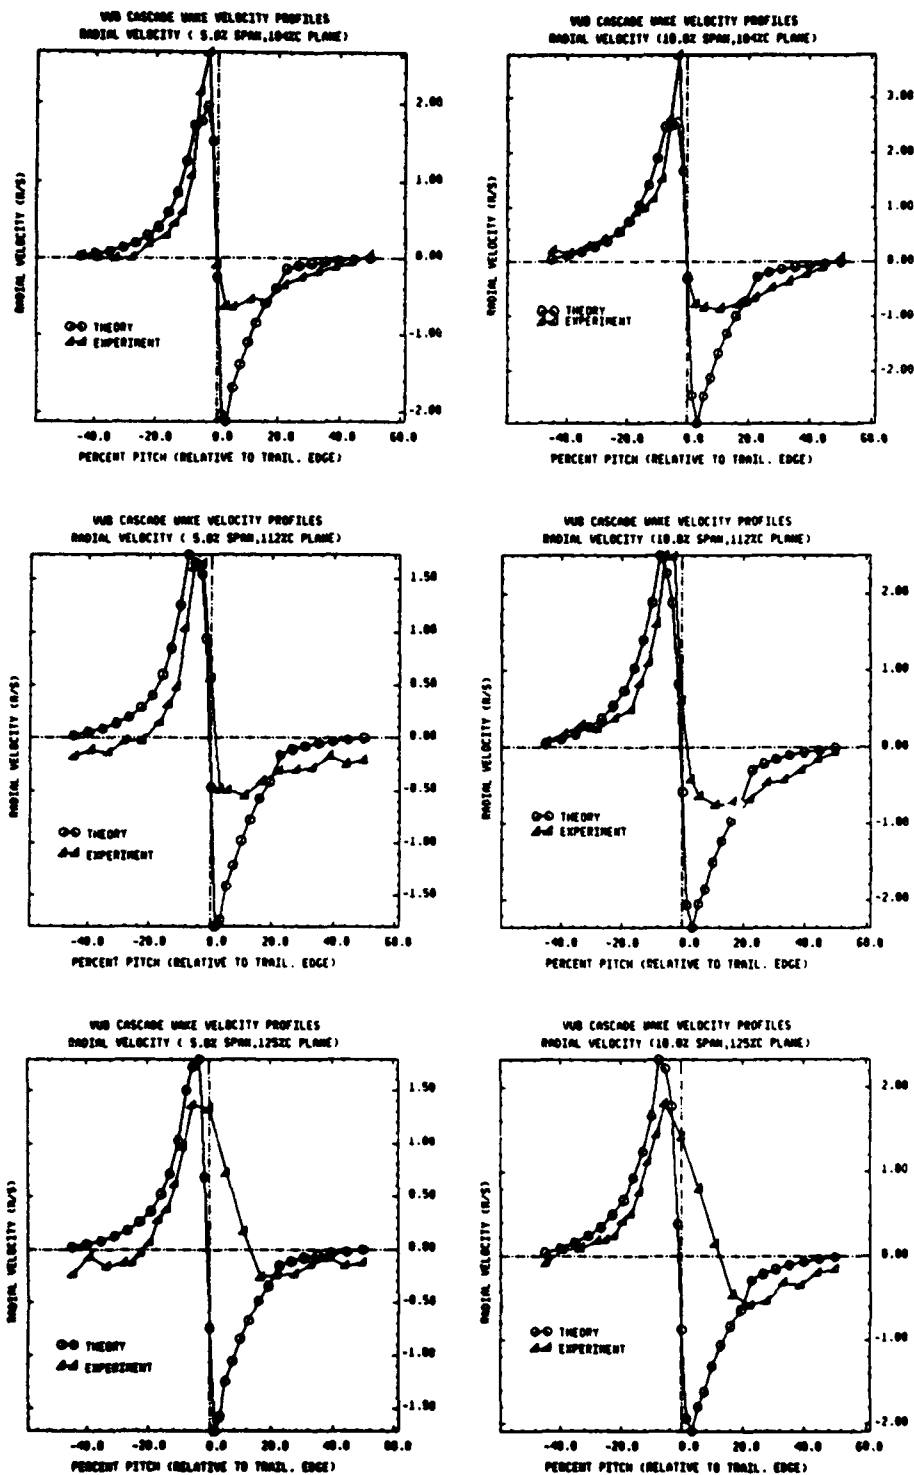 VUB CASCADE WAKE VELOCITY PROFILES
RADIAL VELOCITY ( 5.0% SPAN,104%C PLANE)
2.00
1.00
0.00
-1.00
-2.00
RADIAL VELOCITY (M/S)
THEORY
EXPERIMENT
-40.0 -20.0 0.0 20.0 40.0 60.0
PERCENT PITCH (RELATIVE TO TRAIL. EDGE)
VUB CASCADE WAKE VELOCITY PROFILES
RADIAL VELOCITY (10.0% SPAN,104%C PLANE)
3.00
2.00
1.00
0.00
-1.00
-2.00
RADIAL VELOCITY (M/S)
THEORY
EXPERIMENT
-40.0 -20.0 0.0 20.0 40.0 60.0
PERCENT PITCH (RELATIVE TO TRAIL. EDGE)
VUB CASCADE WAKE VELOCITY PROFILES
RADIAL VELOCITY ( 5.0% SPAN,112%C PLANE)
1.50
1.00
0.50
0.00
-0.50
-1.00
-1.50
RADIAL VELOCITY (M/S)
THEORY
EXPERIMENT
-40.0 -20.0 0.0 20.0 40.0 60.0
PERCENT PITCH (RELATIVE TO TRAIL. EDGE)
VUB CASCADE WAKE VELOCITY PROFILES
RADIAL VELOCITY (10.0% SPAN,112%C PLANE)
2.00
1.00
0.00
-1.00
-2.00
RADIAL VELOCITY (M/S)
THEORY
EXPERIMENT
-40.0 -20.0 0.0 20.0 40.0 60.0
PERCENT PITCH (RELATIVE TO TRAIL. EDGE)
VUB CASCADE WAKE VELOCITY PROFILES
RADIAL VELOCITY ( 5.0% SPAN,125%C PLANE)
1.50
1.00
0.50
0.00
-0.50
-1.00
-1.50
RADIAL VELOCITY (M/S)
THEORY
EXPERIMENT
-40.0 -20.0 0.0 20.0 40.0 60.0
PERCENT PITCH (RELATIVE TO TRAIL. EDGE)
VUB CASCADE WAKE VELOCITY PROFILES
RADIAL VELOCITY (10.0% SPAN,125%C PLANE)
2.00
1.00
0.00
-1.00
-2.00
RADIAL VELOCITY (M/S)
THEORY
EXPERIMENT
-40.0 -20.0 0.0 20.0 40.0 60.0
PERCENT PITCH (RELATIVE TO TRAIL. EDGE)